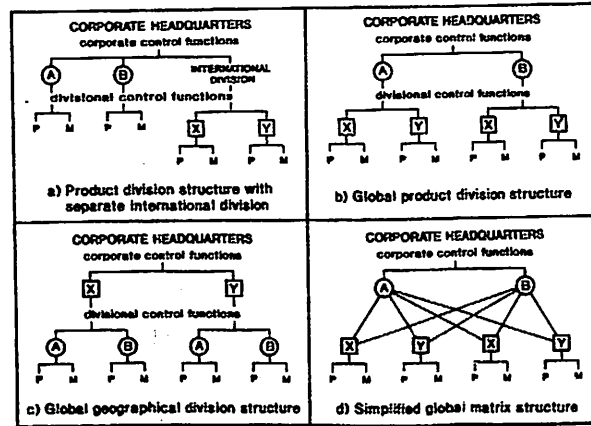 CORPORATE HEADQUARTERS
corporate control functions
A B INTERNATIONAL
DIVISION
divisional control functions
P M P M X Y
P M P M
a) Product division structure with
separate international division
CORPORATE HEADQUARTERS
corporate control functions
A B
divisional control functions
X Y X Y
P M P M P M P M
b) Global product division structure
CORPORATE HEADQUARTERS
corporate control functions
X Y
divisional control functions
A B A B
P M P M P M P M
c) Global geographical division structure
CORPORATE HEADQUARTERS
corporate control functions
A B
X Y X Y
P M P M P M P M
d) Simplified global matrix structure